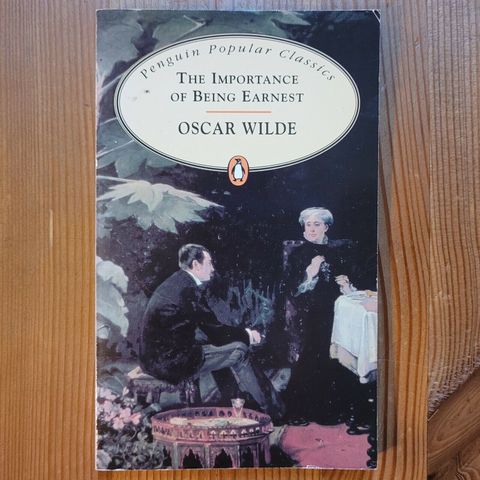 Penguin Popular Classics
THE IMPORTANCE
OF BEING EARNEST
OSCAR WILDE